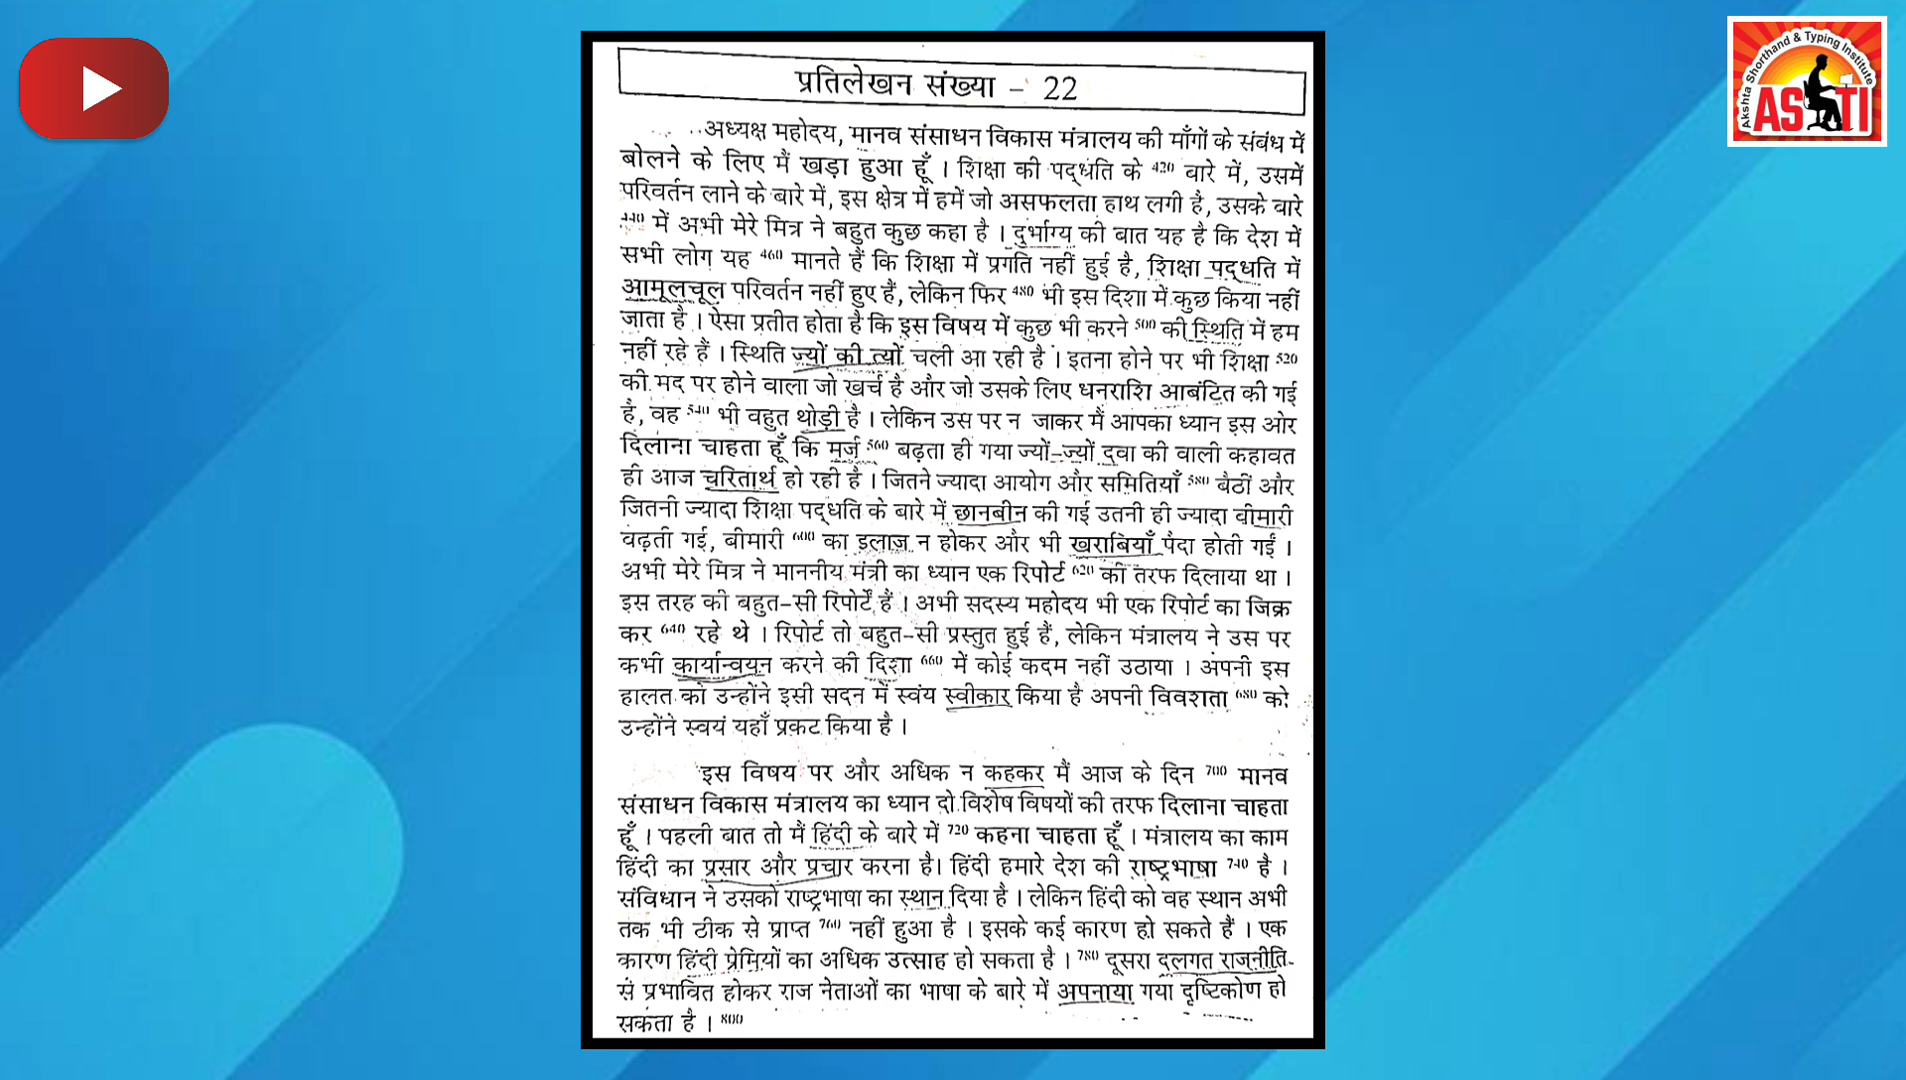 Akshta Shorthand & Typing Institute
ASTI
प्रतिलेखन संख्या – 22
अध्यक्ष महोदय, मानव संसाधन विकास मंत्रालय की माँगों के संबंध में
बोलने के लिए मैं खड़ा हुआ हूँ । शिक्षा की पद्धति के 420 बारे में, उसमें
परिवर्तन लाने के बारे में, इस क्षेत्र में हमें जो असफलता हाथ लगी है, उसके बारे
440 में अभी मेरे मित्र ने बहुत कुछ कहा है । दुर्भाग्य की बात यह है कि देश में
सभी लोग यह 460 मानते हैं कि शिक्षा में प्रगति नहीं हुई है, शिक्षा पद्धति में
आमूलचूल परिवर्तन नहीं हुए हैं, लेकिन फिर 480 भी इस दिशा में कुछ किया नहीं
जाता है । ऐसा प्रतीत होता है कि इस विषय में कुछ भी करने 500 की स्थिति में हम
नहीं रहे हैं । स्थिति ज्यों की त्यों चली आ रही है । इतना होने पर भी शिक्षा 520
की मद पर होने वाला जो खर्च है और जो उसके लिए धनराशि आबंटित की गई
है, वह 540 भी बहुत थोड़ी है । लेकिन उस पर न जाकर मैं आपका ध्यान इस ओर
दिलाना चाहता हूँ कि मर्ज 560 बढ़ता ही गया ज्यों-ज्यों दवा की वाली कहावत
ही आज चरितार्थ हो रही है । जितने ज्यादा आयोग और समितियाँ 580 बैठीं और
जितनी ज्यादा शिक्षा पद्धति के बारे में छानबीन की गई उतनी ही ज्यादा बीमारी
बढ़ती गई, बीमारी 600 का इलाज न होकर और भी खराबियाँ पैदा होती गईं ।
अभी मेरे मित्र ने माननीय मंत्री का ध्यान एक रिपोर्ट 620 की तरफ दिलाया था ।
इस तरह की बहुत-सी रिपोर्टें हैं । अभी सदस्य महोदय भी एक रिपोर्ट का जिक्र
कर 640 रहे थे । रिपोर्ट तो बहुत-सी प्रस्तुत हुई हैं, लेकिन मंत्रालय ने उस पर
कभी कार्यान्वयन करने की दिशा 660 में कोई कदम नहीं उठाया । अपनी इस
हालत को उन्होंने इसी सदन में स्वंय स्वीकार किया है अपनी विवशता 680 को
उन्होंने स्वयं यहाँ प्रकट किया है ।
इस विषय पर और अधिक न कहकर मैं आज के दिन 700 मानव
संसाधन विकास मंत्रालय का ध्यान दो विशेष विषयों की तरफ दिलाना चाहता
हूँ । पहली बात तो मैं हिंदी के बारे में 720 कहना चाहता हूँ । मंत्रालय का काम
हिंदी का प्रसार और प्रचार करना है। हिंदी हमारे देश की राष्ट्रभाषा 740 है ।
संविधान ने उसको राष्ट्रभाषा का स्थान दिया है । लेकिन हिंदी को वह स्थान अभी
तक भी ठीक से प्राप्त 760 नहीं हुआ है । इसके कई कारण हो सकते हैं । एक
कारण हिंदी प्रेमियों का अधिक उत्साह हो सकता है । 780 दूसरा दलगत राजनीति
से प्रभावित होकर राज नेताओं का भाषा के बारे में अपनाया गया दृष्टिकोण हो
सकता है । 800